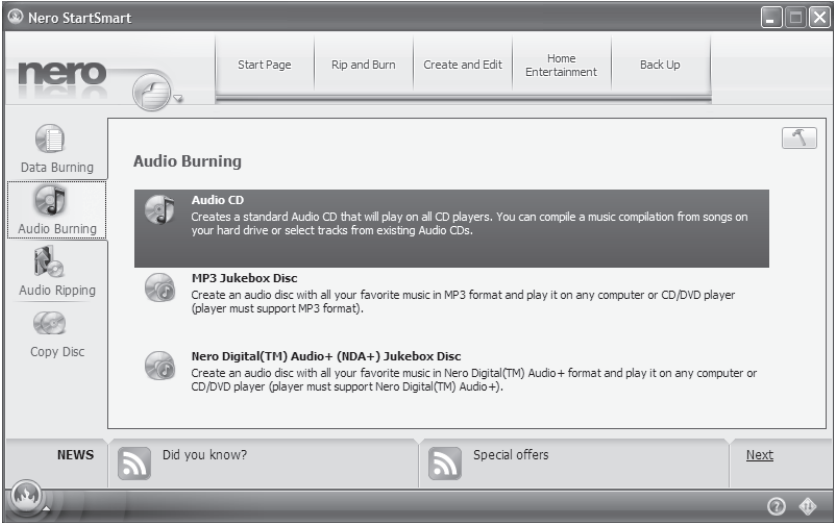 Nero StartSmart
nero
Start Page
Rip and Burn
Create and Edit
Home
Entertainment
Back Up
Data Burning
Audio Burning
Audio Ripping
Copy Disc
Audio Burning
Audio CD
Creates a standard Audio CD that will play on all CD players. You can compile a music compilation from songs on
your hard drive or select tracks from existing Audio CDs.
MP3 Jukebox Disc
Create an audio disc with all your favorite music in MP3 format and play it on any computer or CD/DVD player
(player must support MP3 format).
Nero Digital(TM) Audio+ (NDA+) Jukebox Disc
Create an audio disc with all your favorite music in Nero Digital(TM) Audio+ format and play it on any computer or
CD/DVD player (player must support Nero Digital(TM) Audio+).
NEWS
Did you know?
Special offers
Next